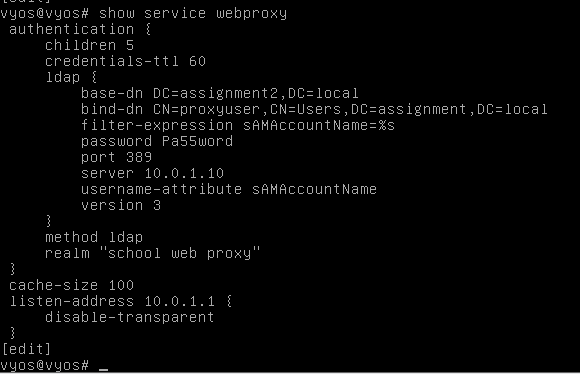 [edit]
vyos@vyos# show service webproxy
authentication {
children 5
credentials-ttl 60
ldap {
base-dn DC=assignment2,DC=local
bind-dn CN=proxyuser,CN=Users,DC=assignment,DC=local
filter-expression sAMAccountName=%s
password Pa55word
port 389
server 10.0.1.10
username-attribute sAMAccountName
version 3
}
method ldap
realm "school web proxy"
}
cache-size 100
listen-address 10.0.1.1 {
disable-transparent
}
[edit]
vyos@vyos# _